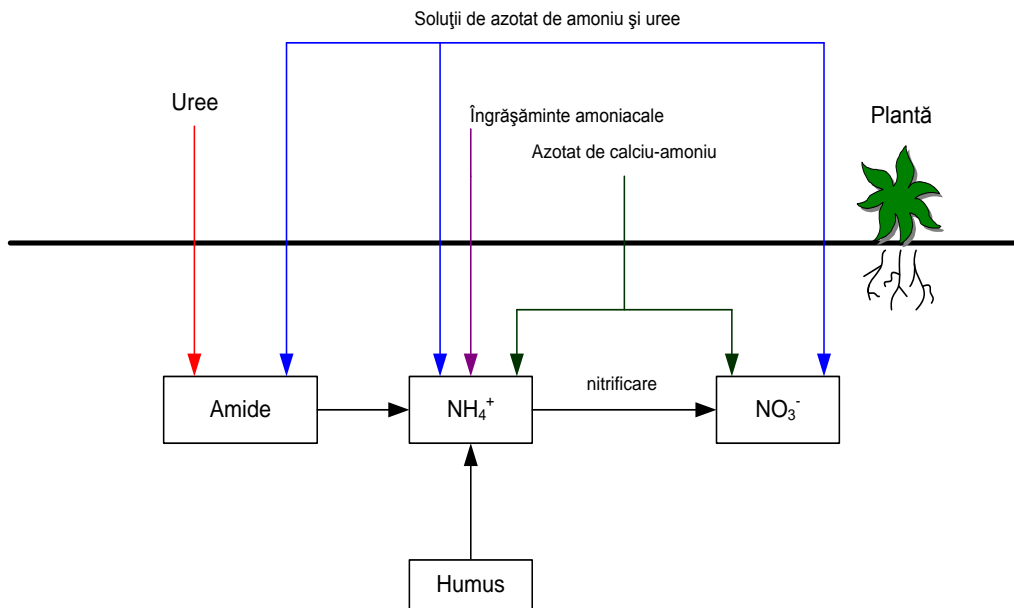 Soluţii de azotat de amoniu şi uree
Uree
Îngrăşăminte amoniacale
Plantă
Azotat de calciu-amoniu
nitrificare
Amide
NH₄⁺
NO₃⁻
Humus